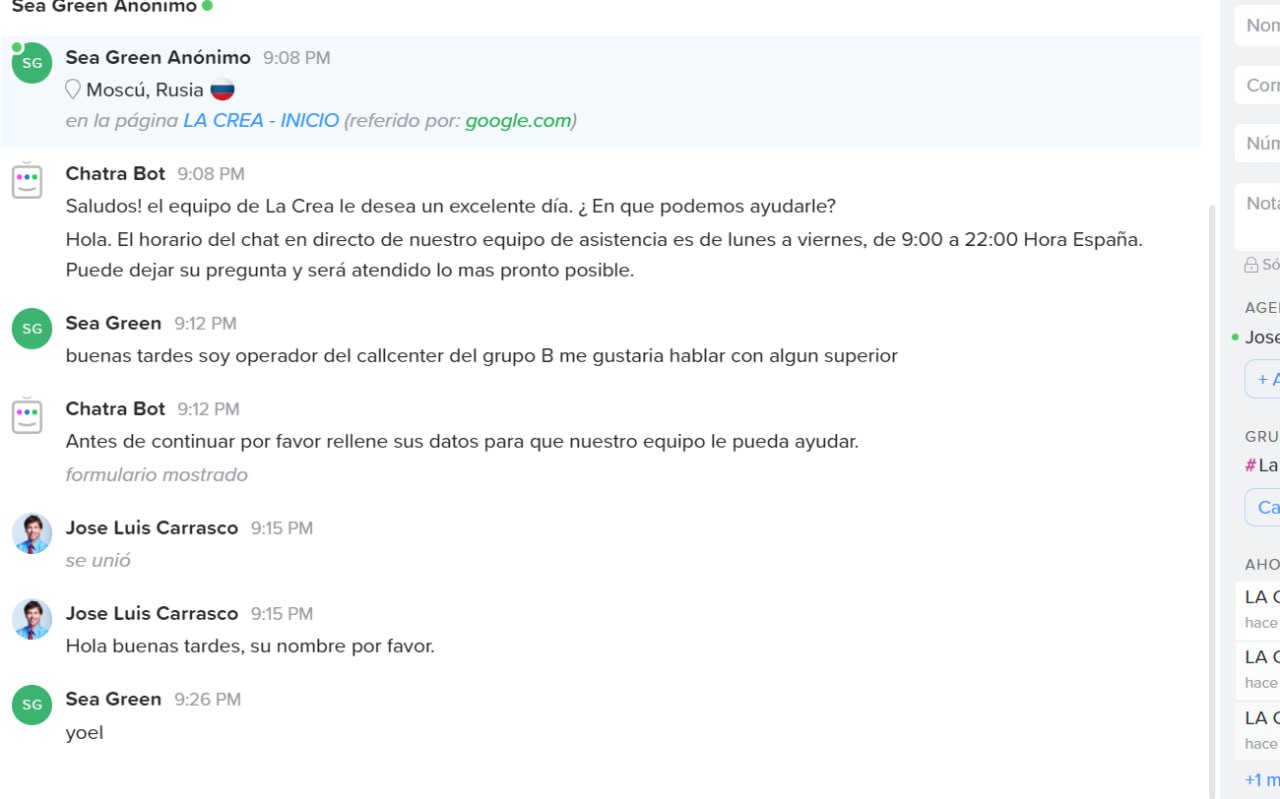 Sea Green Anónimo
SG
Sea Green Anónimo 9:08 PM
Moscú, Rusia
en la página LA CREA - INICIO (referido por: google.com)
Chatra Bot 9:08 PM
Saludos! el equipo de La Crea le desea un excelente día. ¿ En que podemos ayudarle?
Hola. El horario del chat en directo de nuestro equipo de asistencia es de lunes a viernes, de 9:00 a 22:00 Hora España.
Puede dejar su pregunta y será atendido lo mas pronto posible.
SG
Sea Green 9:12 PM
buenas tardes soy operador del callcenter del grupo B me gustaria hablar con algun superior
Chatra Bot 9:12 PM
Antes de continuar por favor rellene sus datos para que nuestro equipo le pueda ayudar.
formulario mostrado
Jose Luis Carrasco 9:15 PM
se unió
Jose Luis Carrasco 9:15 PM
Hola buenas tardes, su nombre por favor.
SG
Sea Green 9:26 PM
yoel
Nom
Corr
Núm
Nota
Só
AGE
Jose
+ A
GRU
# La
Ca
AHO
LA C
hace
LA C
hace
LA C
hace
+1 m